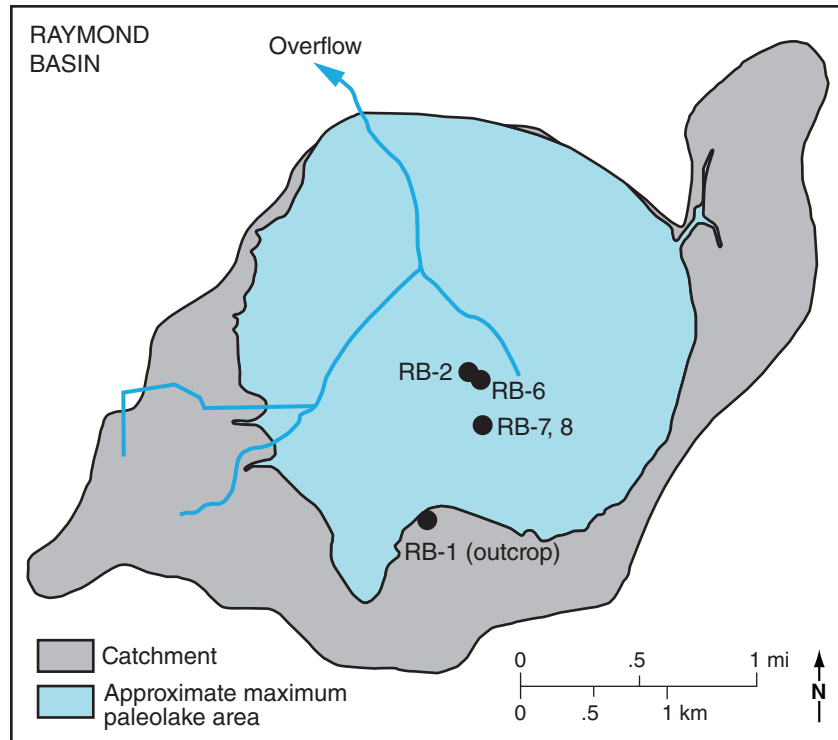 RAYMOND
BASIN
Overflow
RB-2
RB-6
RB-7, 8
RB-1 (outcrop)
Catchment
Approximate maximum
paleolake area
0 .5 1 mi
0 .5 1 km
N